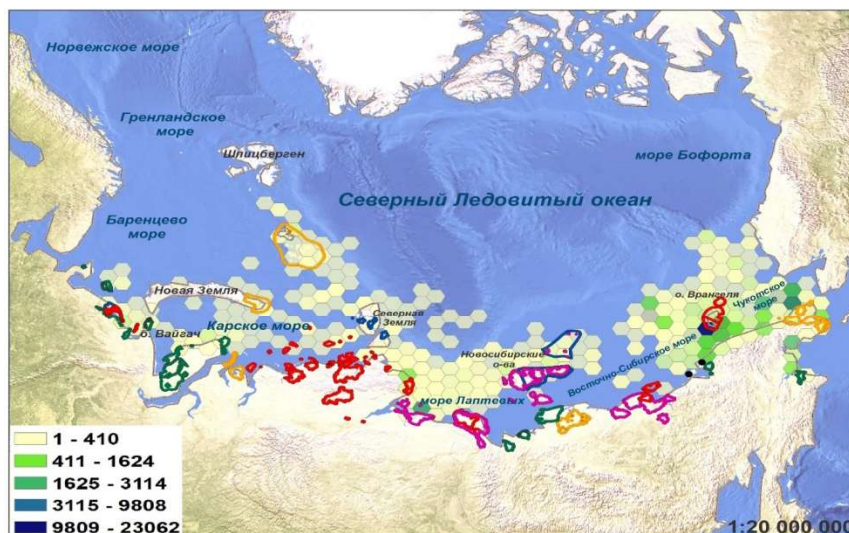 Норвежское море
Гренландское
море
Шпицберген
море Бофорта
Северный Ледовитый океан
Баренцево
море
Новая Земля
о. Врангеля
Чукотское
море
Северная
Земля
Карское море
о. Вайгач
Новосибирские
о-ва
Восточно-Сибирское море
море Лаптевых
1 - 410
411 - 1624
1625 - 3114
3115 - 9808
9809 - 23062
1:20 000 000